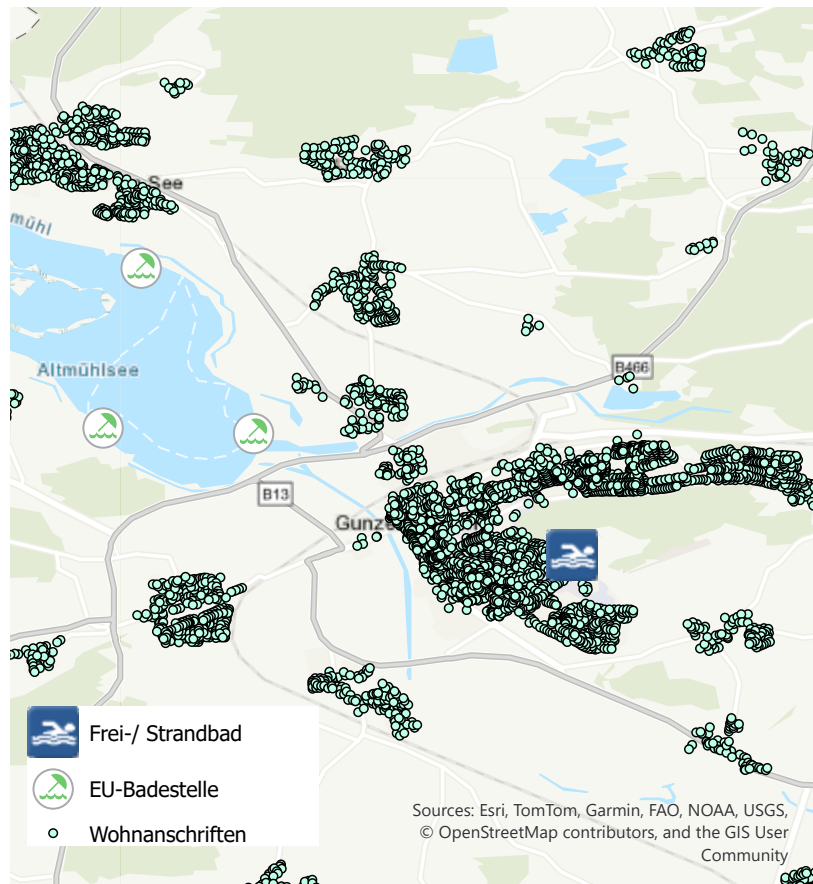 See
mühl
Altmühlsee
B466
B13
Frei-/ Strandbad
EU-Badestelle
Wohnanschriften
Sources: Esri, TomTom, Garmin, FAO, NOAA, USGS,
© OpenStreetMap contributors, and the GIS User
Community